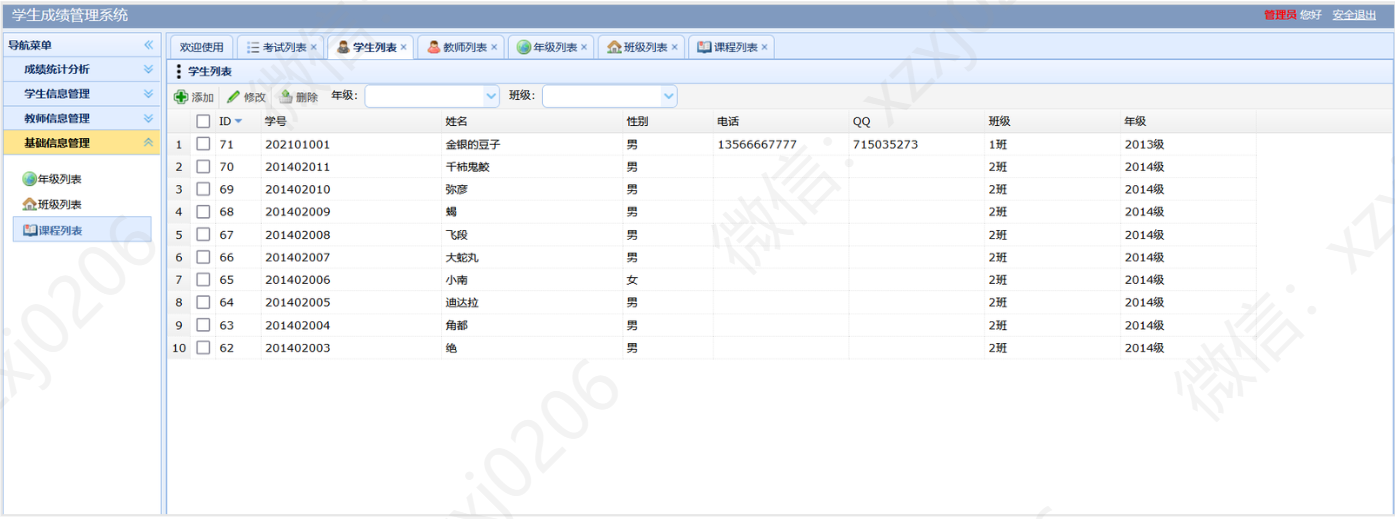 学生成绩管理系统
管理员 您好 安全退出
导航菜单
成绩统计分析
学生信息管理
教师信息管理
基础信息管理
年级列表
班级列表
课程列表
欢迎使用 考试列表 × 学生列表 × 教师列表 × 年级列表 × 班级列表 × 课程列表 ×
学生列表
添加 修改 删除 年级: 班级:
ID 学号 姓名 性别 电话 QQ 班级 年级
1 71 202101001 金银的豆子 男 13566667777 715035273 1班 2013级
2 70 201402011 干柿鬼鲛 男 2班 2014级
3 69 201402010 弥彦 男 2班 2014级
4 68 201402009 蝎 男 2班 2014级
5 67 201402008 飞段 男 2班 2014级
6 66 201402007 大蛇丸 男 2班 2014级
7 65 201402006 小南 女 2班 2014级
8 64 201402005 迪达拉 男 2班 2014级
9 63 201402004 角都 男 2班 2014级
10 62 201402003 绝 男 2班 2014级
微信: xzxj0206